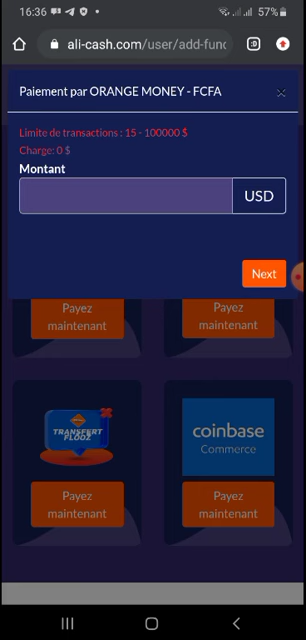 16:36
57%
ali-cash.com/user/add-func
:D
Paiement par ORANGE MONEY - FCFA
×
Limite de transactions : 15 - 100000 $
Charge: 0 $
Montant
USD
Next
Payez
maintenant
Payez
maintenant
TRANSFERT
FLOOZ
coinbase
Commerce
Payez
maintenant
Payez
maintenant